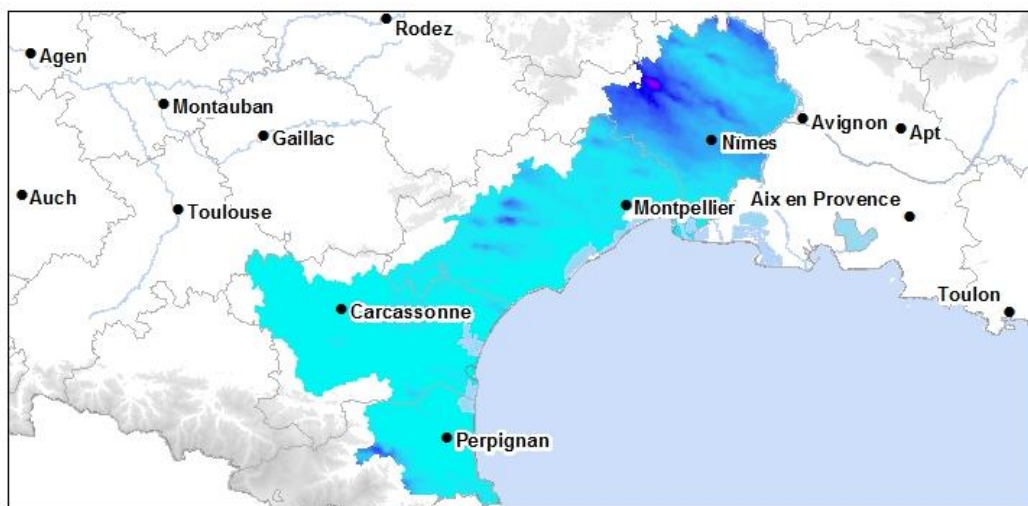 Rodez
Agen
Montauban
Avignon
Apt
Gaillac
Nîmes
Auch
Toulouse
Montpellier
Aix en Provence
Toulon
Carcassonne
Perpignan